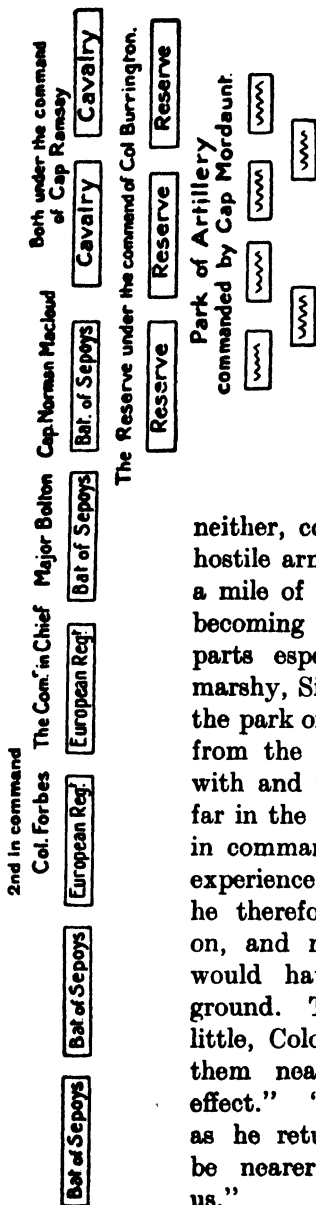 2nd in command
Both under the command
of Cap Ramsay
Col. Forbes The Com.r in Chief Major Bolton Cap. Norman Macloud
Bat of Sepoys Bat of Sepoys European Reg.t European Reg.t Bat of Sepoys Bat. of Sepoys Cavalry Cavalry
The Reserve under the command of Col Burrington.
Reserve Reserve Reserve
Park of Artillery
commanded by Cap Mordaunt.
neither, co
hostile arn
a mile of
becoming
parts espe
marshy, Si
the park o
from the
with and
far in the
in comman
experience
he therefo
on, and r
would hav
ground. T
little, Colo
them nea
effect.” “
as he retu
be nearer
us.”